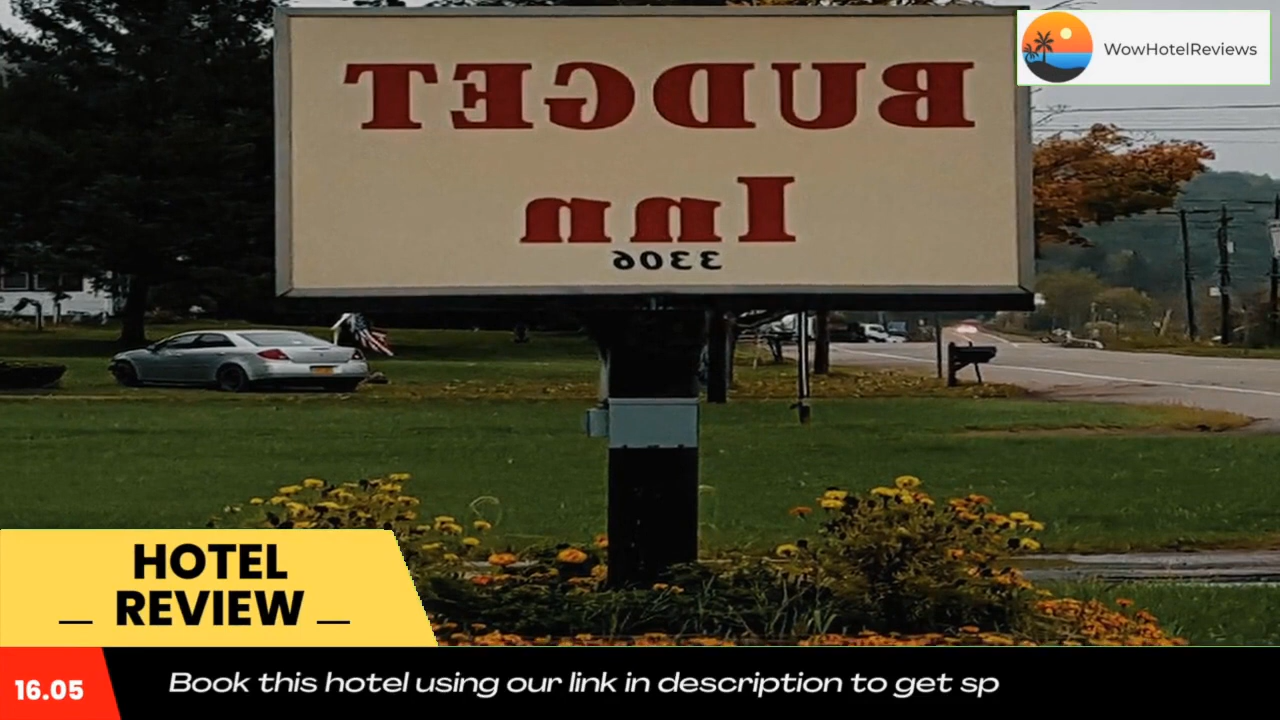 WowHotelReviews
BUDGET
Inn
3306
HOTEL
REVIEW
16.05
Book this hotel using our link in description to get sp